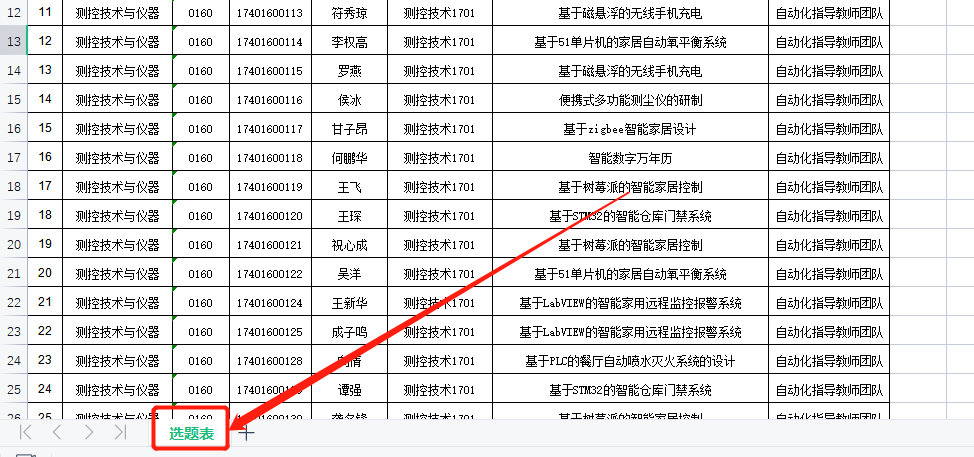 12 11 测控技术与仪器 0160 17401600113 符秀琼 测控技术1701 基于磁悬浮的无线手机充电 自动化指导教师团队
13 12 测控技术与仪器 0160 17401600114 李权高 测控技术1701 基于51单片机的家居自动氧平衡系统 自动化指导教师团队
14 13 测控技术与仪器 0160 17401600115 罗燕 测控技术1701 基于磁悬浮的无线手机充电 自动化指导教师团队
15 14 测控技术与仪器 0160 17401600116 侯冰 测控技术1701 便携式多功能测尘仪的研制 自动化指导教师团队
16 15 测控技术与仪器 0160 17401600117 甘子昂 测控技术1701 基于zigbee智能家居设计 自动化指导教师团队
17 16 测控技术与仪器 0160 17401600118 何鹏华 测控技术1701 智能数字万年历 自动化指导教师团队
18 17 测控技术与仪器 0160 17401600119 王飞 测控技术1701 基于树莓派的智能家居控制 自动化指导教师团队
19 18 测控技术与仪器 0160 17401600120 王琛 测控技术1701 基于STM32的智能仓库门禁系统 自动化指导教师团队
20 19 测控技术与仪器 0160 17401600121 祝心成 测控技术1701 基于树莓派的智能家居控制 自动化指导教师团队
21 20 测控技术与仪器 0160 17401600122 吴洋 测控技术1701 基于51单片机的家居自动氧平衡系统 自动化指导教师团队
22 21 测控技术与仪器 0160 17401600124 王新华 测控技术1701 基于LabVIEW的智能家用远程监控报警系统 自动化指导教师团队
23 22 测控技术与仪器 0160 17401600125 成子鸣 测控技术1701 基于LabVIEW的智能家用远程监控报警系统 自动化指导教师团队
24 23 测控技术与仪器 0160 17401600128 测控技术1701 基于PLC的餐厅自动喷水灭火系统的设计 自动化指导教师团队
25 24 测控技术与仪器 0160 谭强 测控技术1701 基于STM32的智能仓库门禁系统 自动化指导教师团队
26 25 测控技术与仪器 0160 17401600130 测控技术1701 基于树莓派的智能家居控制 自动化指导教师团队
选题表